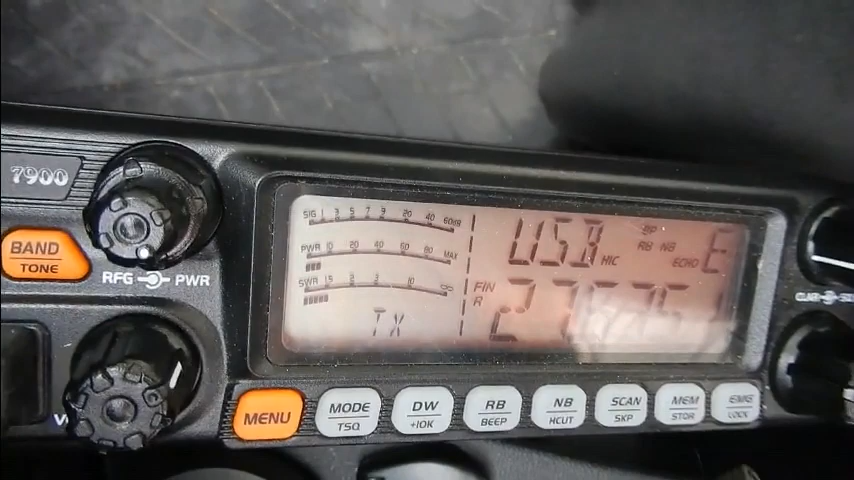 7900
BAND
TONE
RFG PWR
SIG 1 3 5 7 9 20 40 60
PWR 10 20 40 60 80 MAX
SWR 1.5 2 3 10 ∞
TX
USB
BP
RB NB
ECHO
E
FIN
R
MENU
MODE
TSQ
DW
+10K
RB
BEEP
NB
HCUT
SCAN
SKP
MEM
STOR
EMG
LOCK